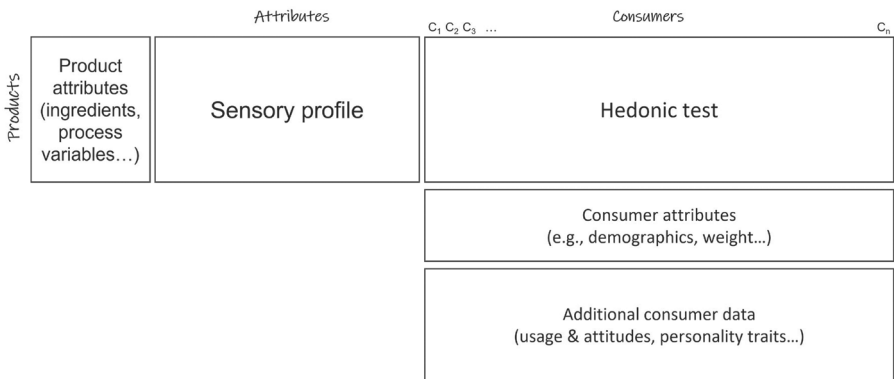 Attributes
Consumers
C1 C2 C3 …
Cn
Products
Product
attributes
(ingredients,
process
variables…)
Sensory profile
Hedonic test
Consumer attributes
(e.g., demographics, weight…)
Additional consumer data
(usage & attitudes, personality traits…)